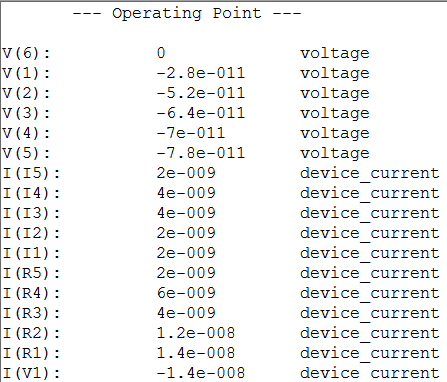 --- Operating Point ---
V(6): 0 voltage
V(1): -2.8e-011 voltage
V(2): -5.2e-011 voltage
V(3): -6.4e-011 voltage
V(4): -7e-011 voltage
V(5): -7.8e-011 voltage
I(I5): 2e-009 device_current
I(I4): 4e-009 device_current
I(I3): 4e-009 device_current
I(I2): 2e-009 device_current
I(I1): 2e-009 device_current
I(R5): 2e-009 device_current
I(R4): 6e-009 device_current
I(R3): 4e-009 device_current
I(R2): 1.2e-008 device_current
I(R1): 1.4e-008 device_current
I(V1): -1.4e-008 device_current